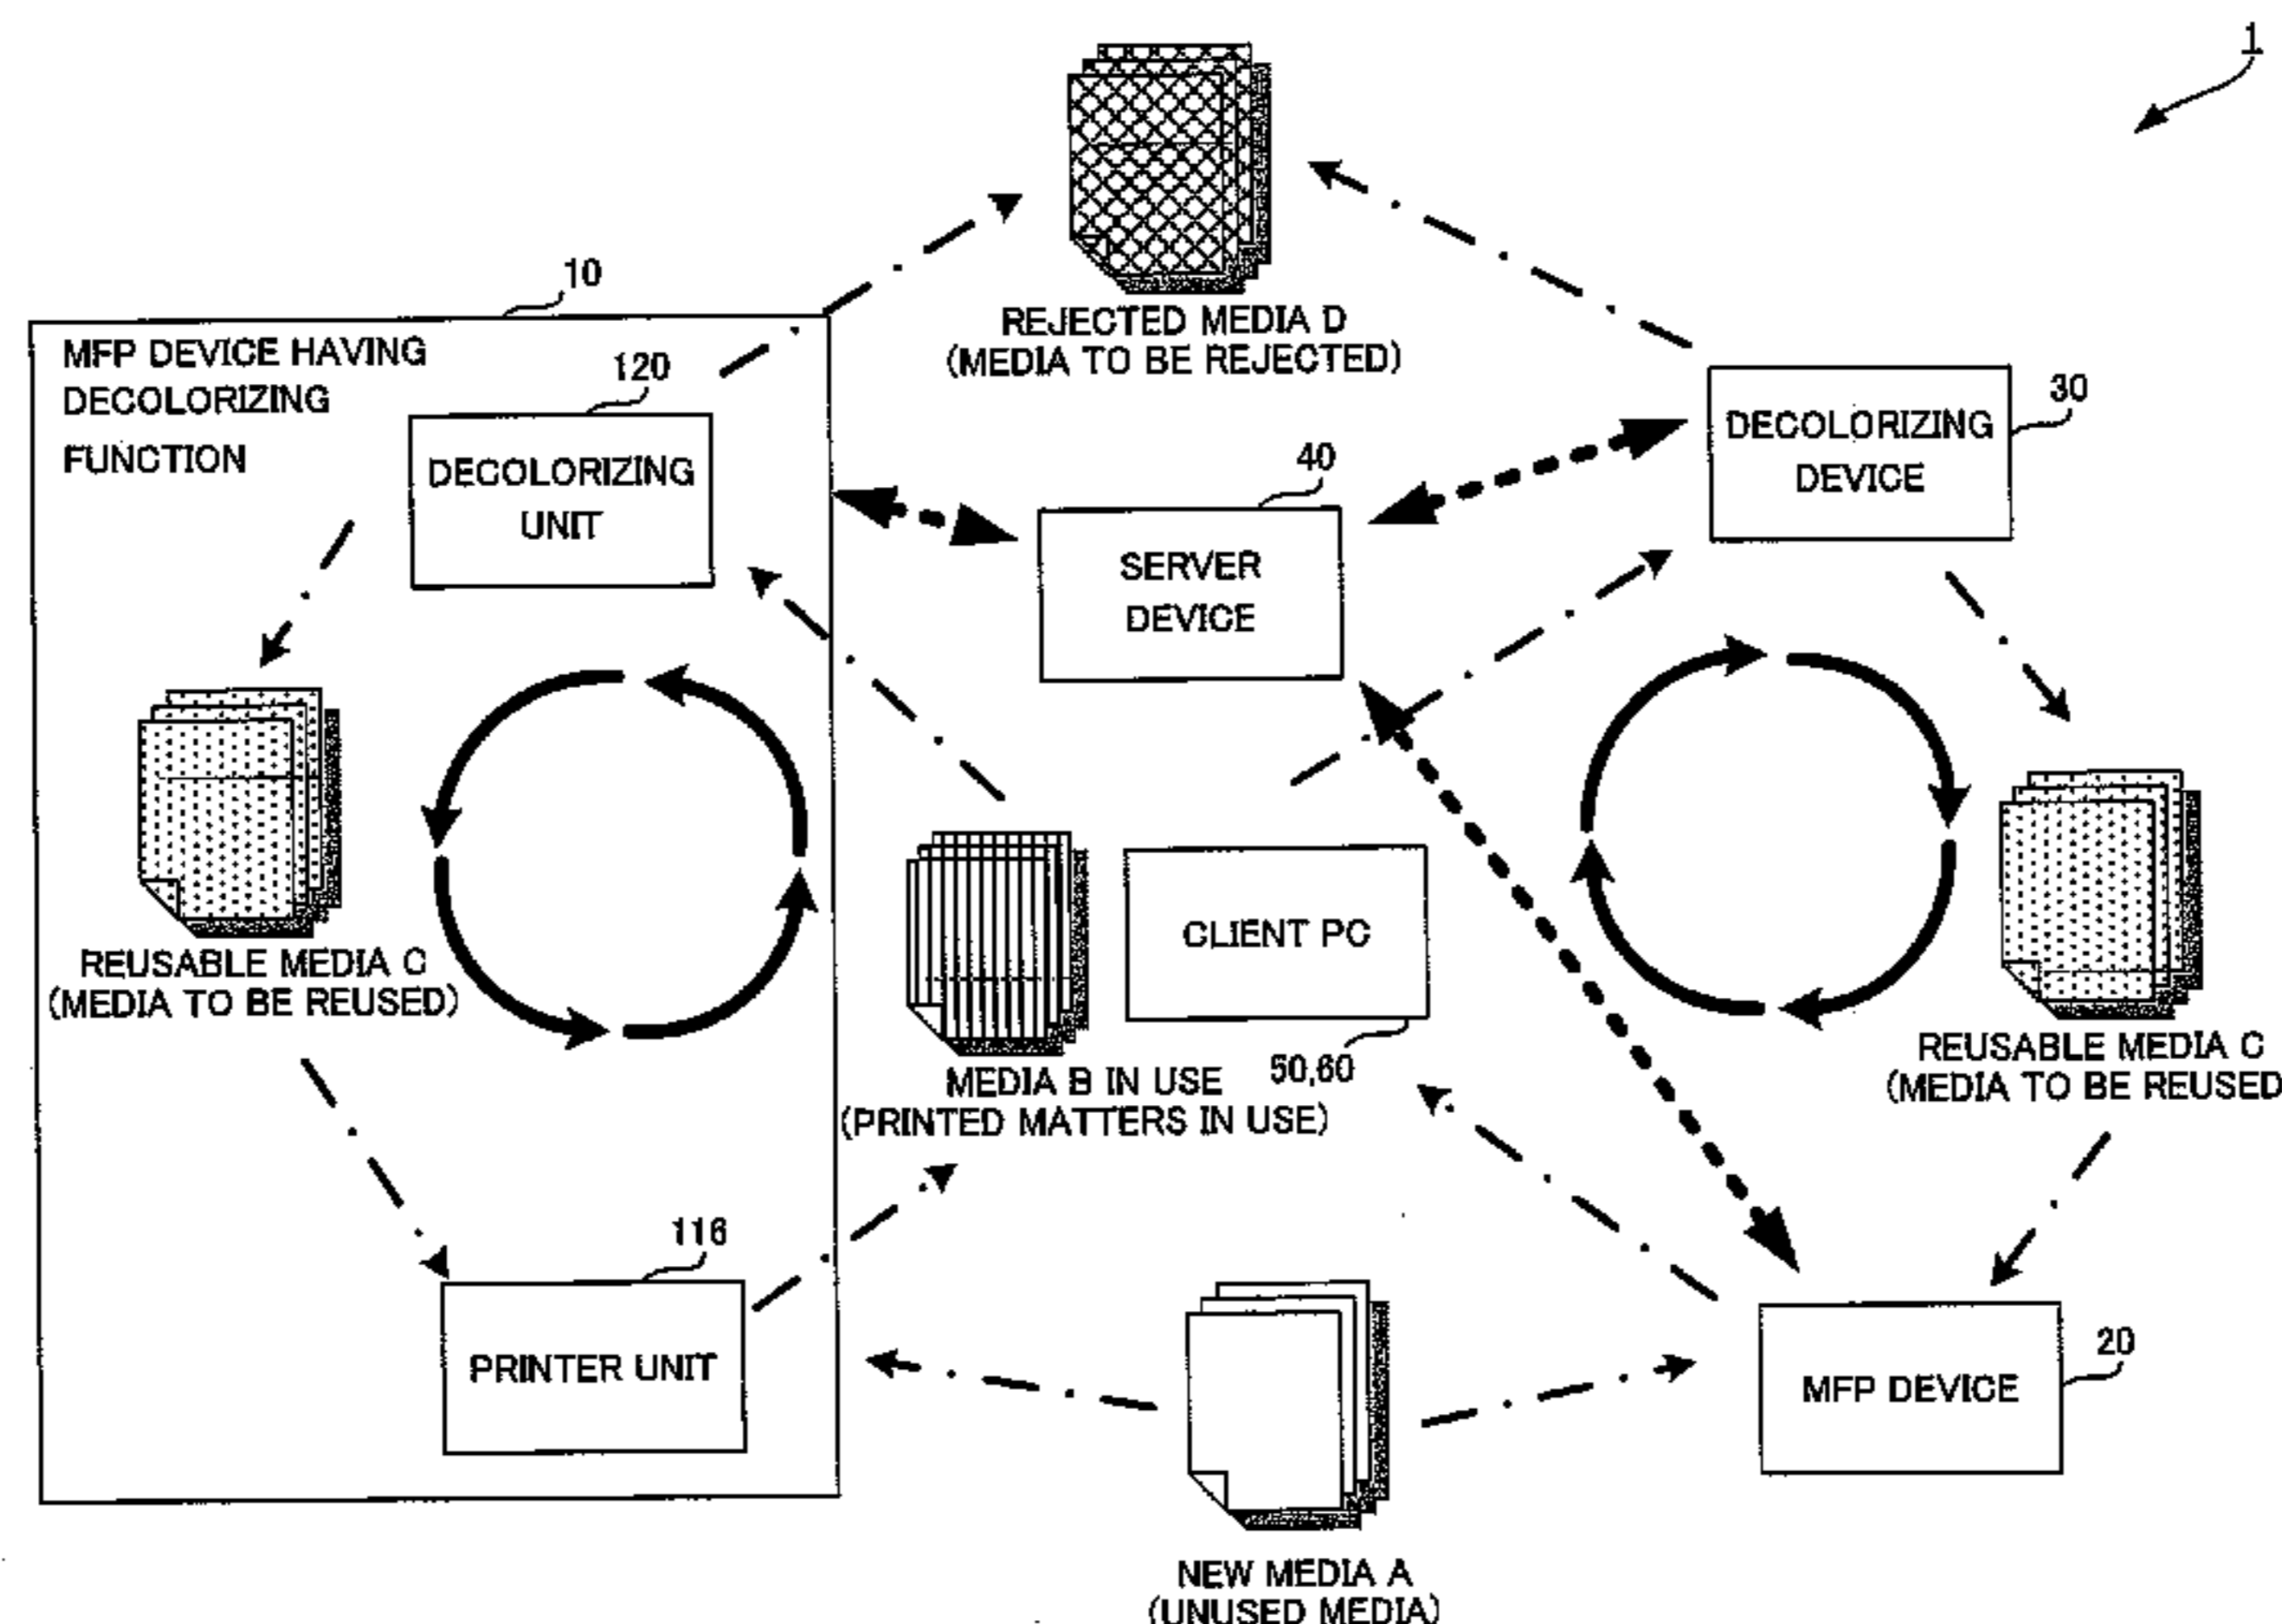 1
REJECTED MEDIA D
(MEDIA TO BE REJECTED)
10
MFP DEVICE HAVING
DECOLORIZING
FUNCTION
120
DECOLORIZING
UNIT
40
SERVER
DEVICE
30
DECOLORIZING
DEVICE
REUSABLE MEDIA C
(MEDIA TO BE REUSED)
MEDIA B IN USE
(PRINTED MATTERS IN USE)
CLIENT PC
50,60
REUSABLE MEDIA C
(MEDIA TO BE REUSED
116
PRINTER UNIT
20
MFP DEVICE
NEW MEDIA A
(UNUSED MEDIA)